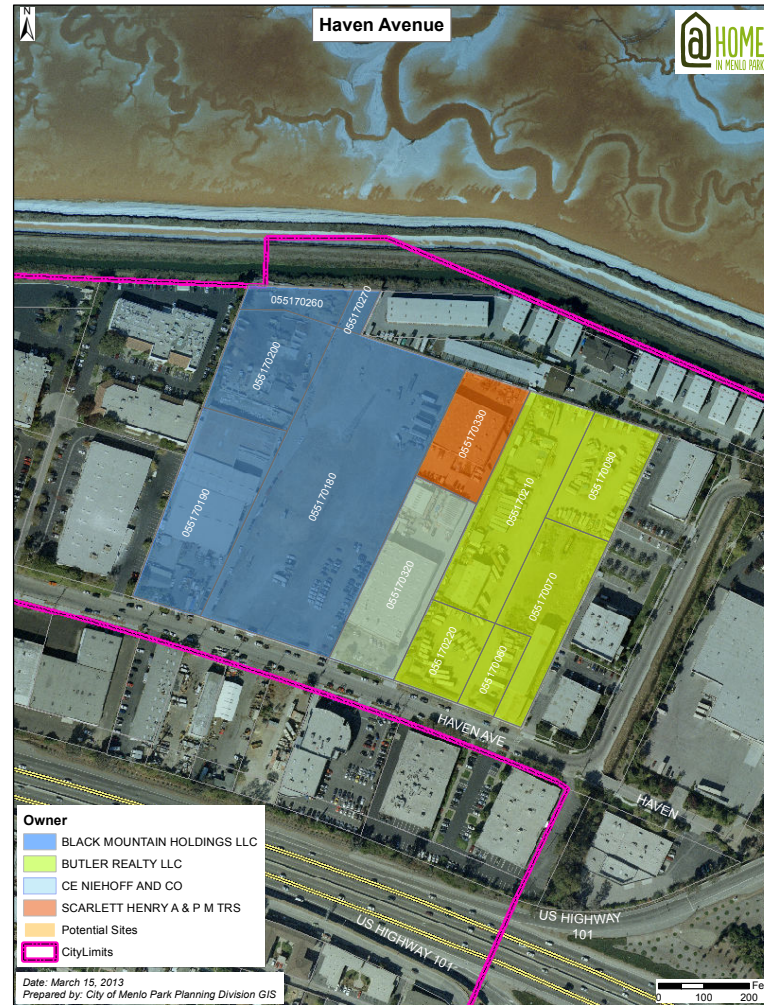 N
Haven Avenue
@ HOME
IN MENLO PARK
055170260
055170270
055170200
055170180
055170190
055170330
055170320
055170210
055170080
055170070
055170220
055170060
HAVEN AVE
HAVEN
US HIGHWAY
101
US HIGHWAY 101
Owner
BLACK MOUNTAIN HOLDINGS LLC
BUTLER REALTY LLC
CE NIEHOFF AND CO
SCARLETT HENRY A & P M TRS
Potential Sites
CityLimits
Date: March 15, 2013
Prepared by: City of Menlo Park Planning Division GIS
Fe
0 100 200